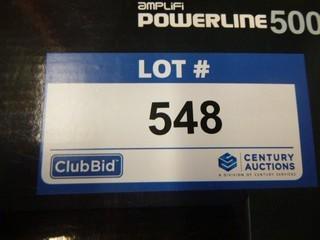 amplifi
POWERLINE 500
LOT #
548
ClubBid
CENTURY
AUCTIONS
A DIVISION OF CENTURY SERVICES